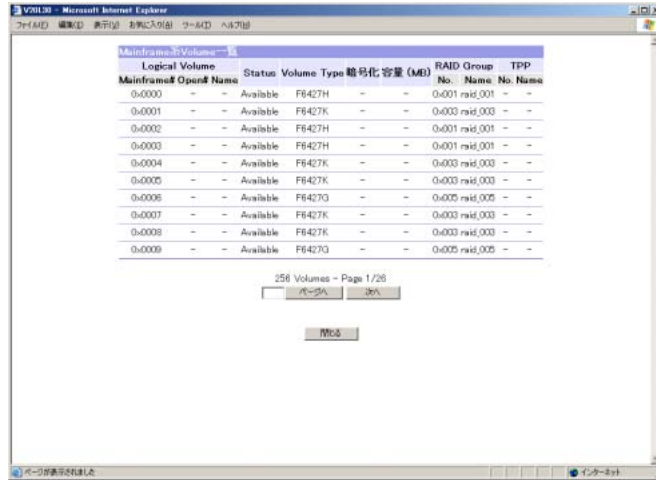 V20L30 - Microsoft Internet Explorer
ファイル(F) 編集(E) 表示(V) お気に入り(A) ツール(T) ヘルプ(H)
Mainframe系Volume一覧
Logical Volume Status Volume Type 暗号化 容量 (MB) RAID Group TPP
Mainframe# Open# Name No. Name No. Name
0x0000 - - Available F6427H - - 0x001 raid_001 - -
0x0001 - - Available F6427K - - 0x003 raid_003 - -
0x0002 - - Available F6427H - - 0x001 raid_001 - -
0x0003 - - Available F6427H - - 0x001 raid_001 - -
0x0004 - - Available F6427K - - 0x003 raid_003 - -
0x0005 - - Available F6427K - - 0x003 raid_003 - -
0x0006 - - Available F6427G - - 0x005 raid_005 - -
0x0007 - - Available F6427K - - 0x003 raid_003 - -
0x0008 - - Available F6427K - - 0x003 raid_003 - -
0x0009 - - Available F6427G - - 0x005 raid_005 - -
256 Volumes - Page 1/26
ページへ 次へ
閉じる
ページが表示されました インターネット